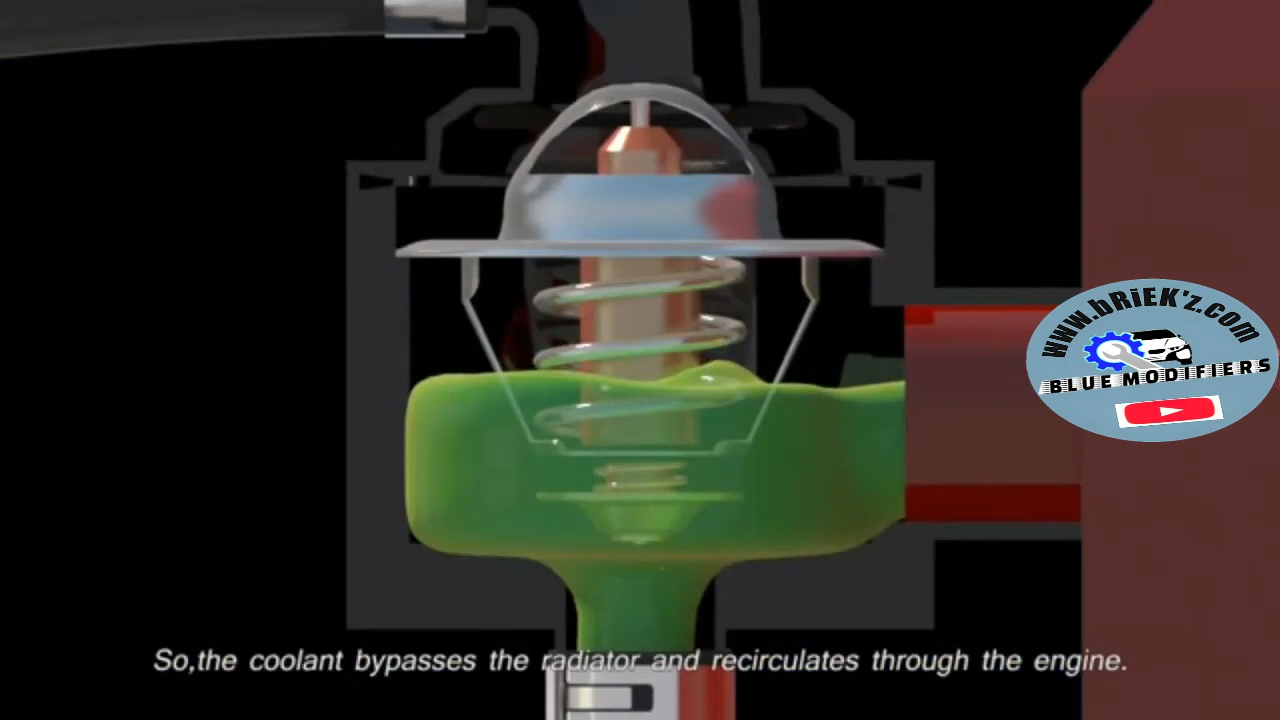 www.bRiEK'z.com
BLUE MODIFIERS
So,the coolant bypasses the radiator and recirculates through the engine.